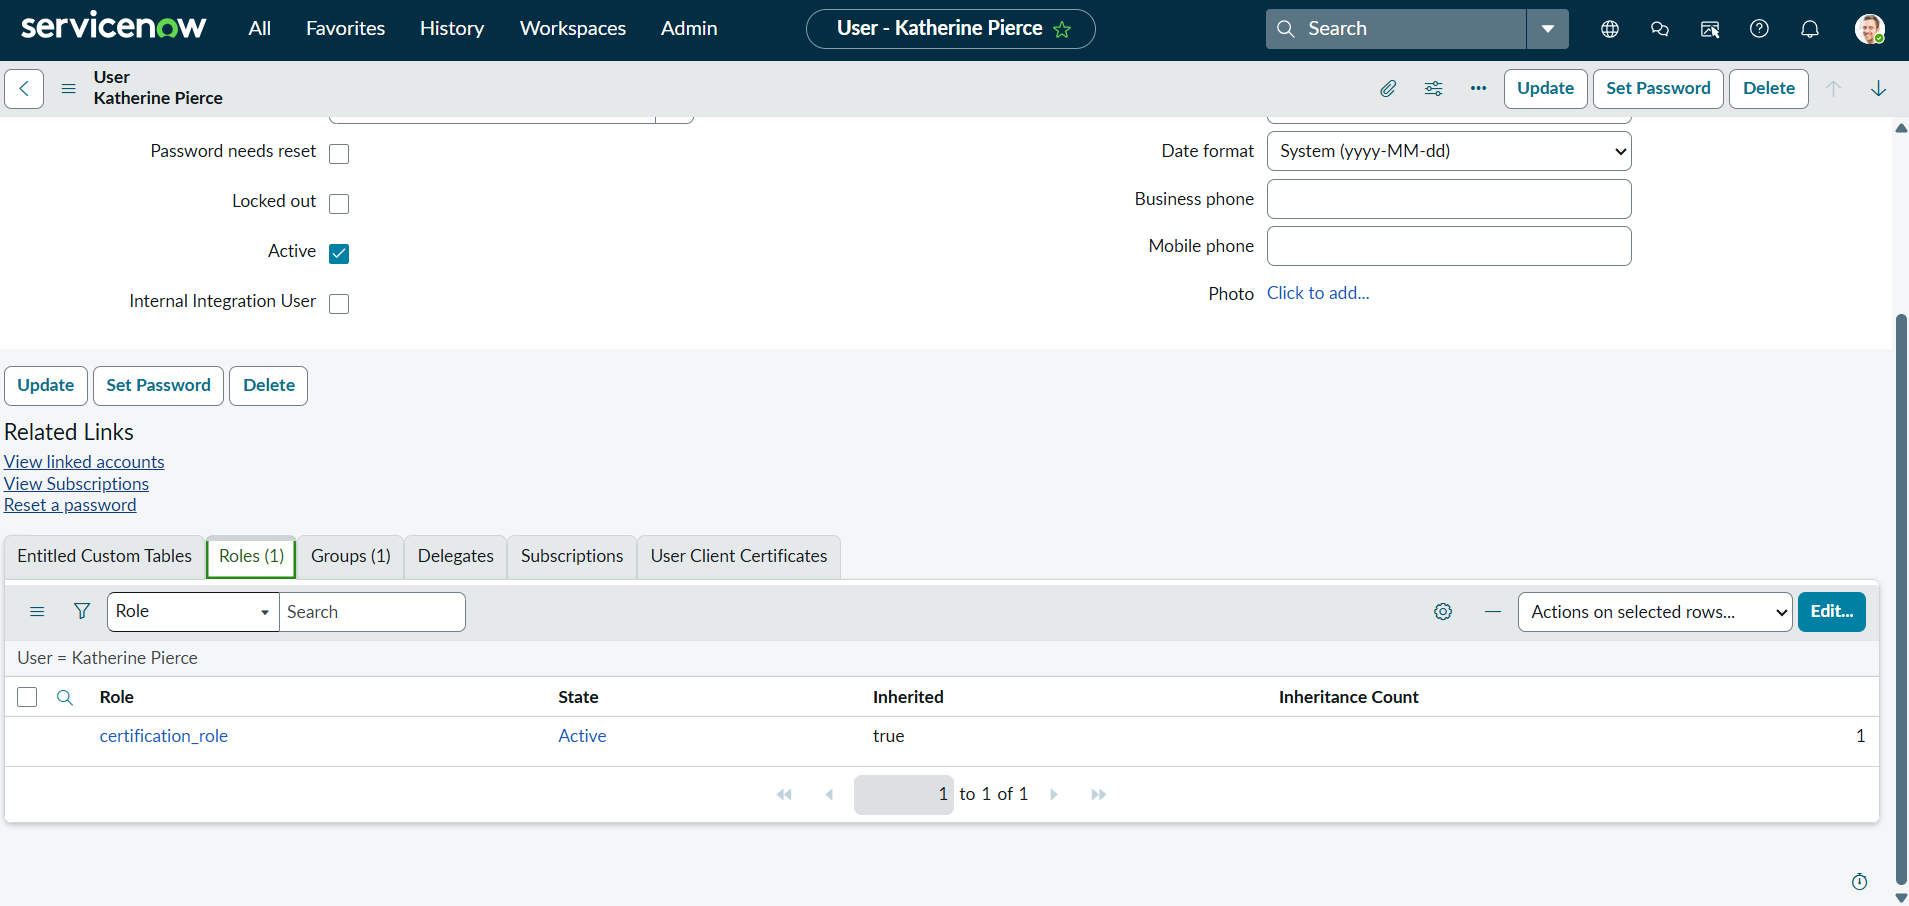 servicenow All Favorites History Workspaces Admin User - Katherine Pierce Search
User
Katherine Pierce
Update Set Password Delete
Password needs reset
Locked out
Active
Internal Integration User
Date format System (yyyy-MM-dd)
Business phone
Mobile phone
Photo Click to add...
Update Set Password Delete
Related Links
View linked accounts
View Subscriptions
Reset a password
Entitled Custom Tables Roles (1) Groups (1) Delegates Subscriptions User Client Certificates
Role Search Actions on selected rows... Edit...
User = Katherine Pierce
Role State Inherited Inheritance Count
certification_role Active true 1
1 to 1 of 1